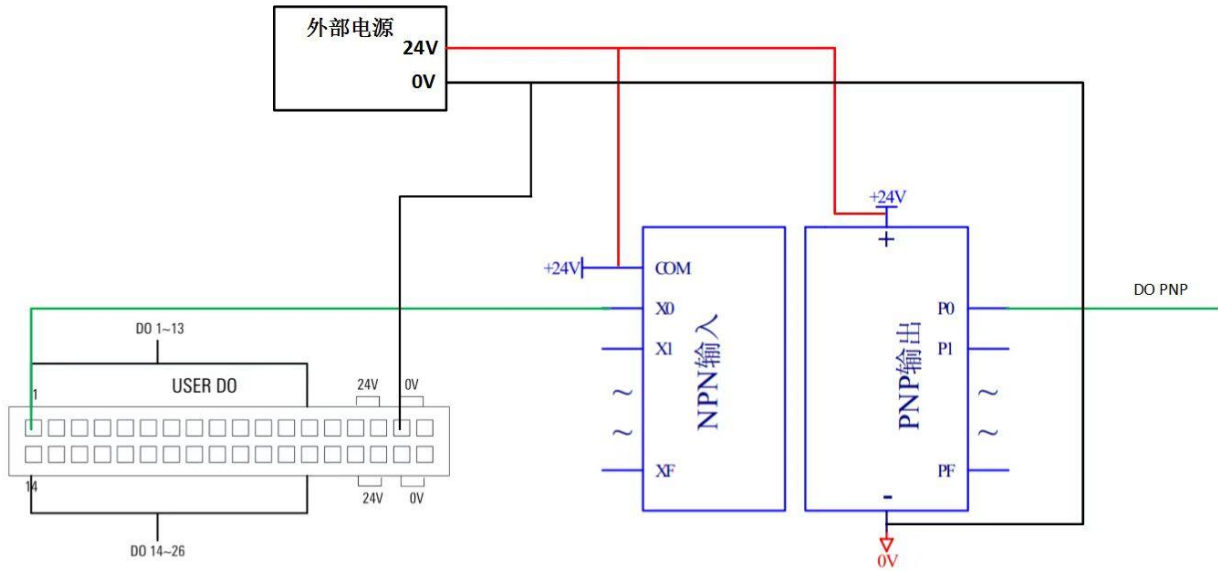 外部电源
24V
0V
+24V
+
+24V
COM
X0
X1
~
~
XF
NPN输入
P0
P1
~
~
PF
PNP输出
-
0V
DO PNP
DO 1~13
USER DO
24V
0V
1
14
24V
0V
DO 14~26